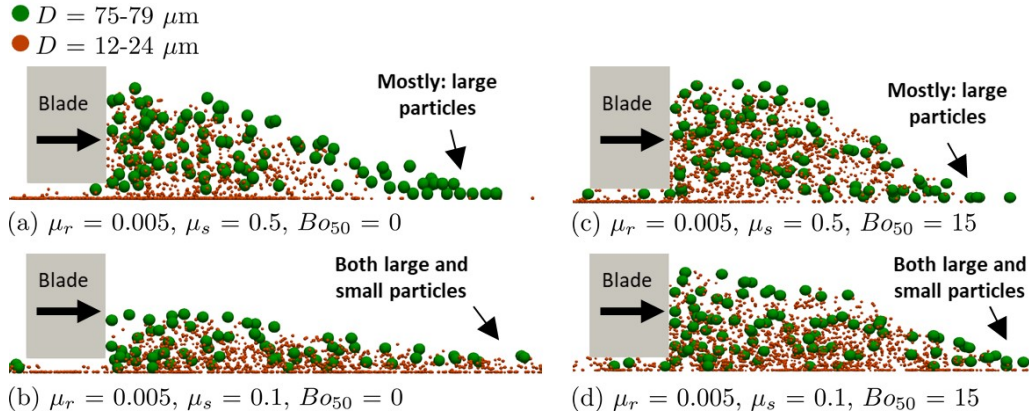 D = 75-79 μm
D = 12-24 μm
Blade
Mostly: large
particles
(a) μr = 0.005, μs = 0.5, Bo50 = 0
Blade
Mostly: large
particles
(c) μr = 0.005, μs = 0.5, Bo50 = 15
Blade
Both large and
small particles
(b) μr = 0.005, μs = 0.1, Bo50 = 0
Blade
Both large and
small particles
(d) μr = 0.005, μs = 0.1, Bo50 = 15